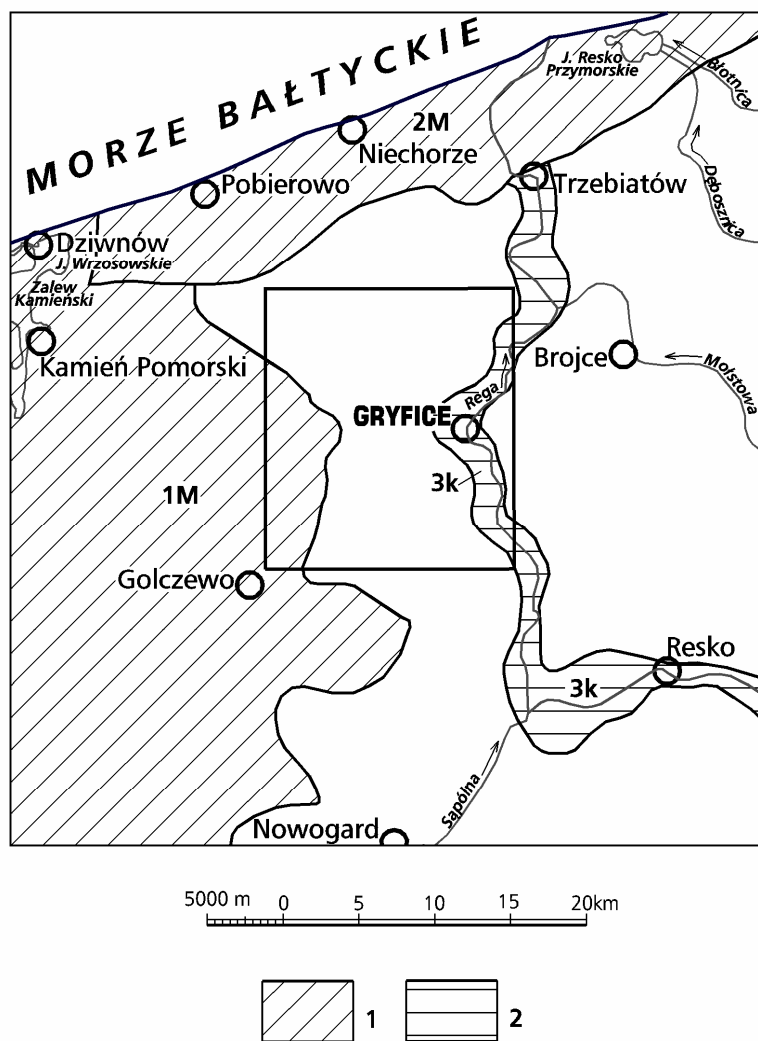 MORZE BAŁTYCKIE
J. Resko
Przymorskie
Błotnica
2M
Niechorze
Dębosznica
Trzebiatów
Pobierowo
Dziwnów
J. Wrzosowskie
Zalew
Kamieński
Kamień Pomorski
Brojce
Mołstowa
Rega
GRYFICE
3k
1M
Golczewo
Resko
3k
Sąpólna
Nowogard
5000 m 0 5 10 15 20km
1 2